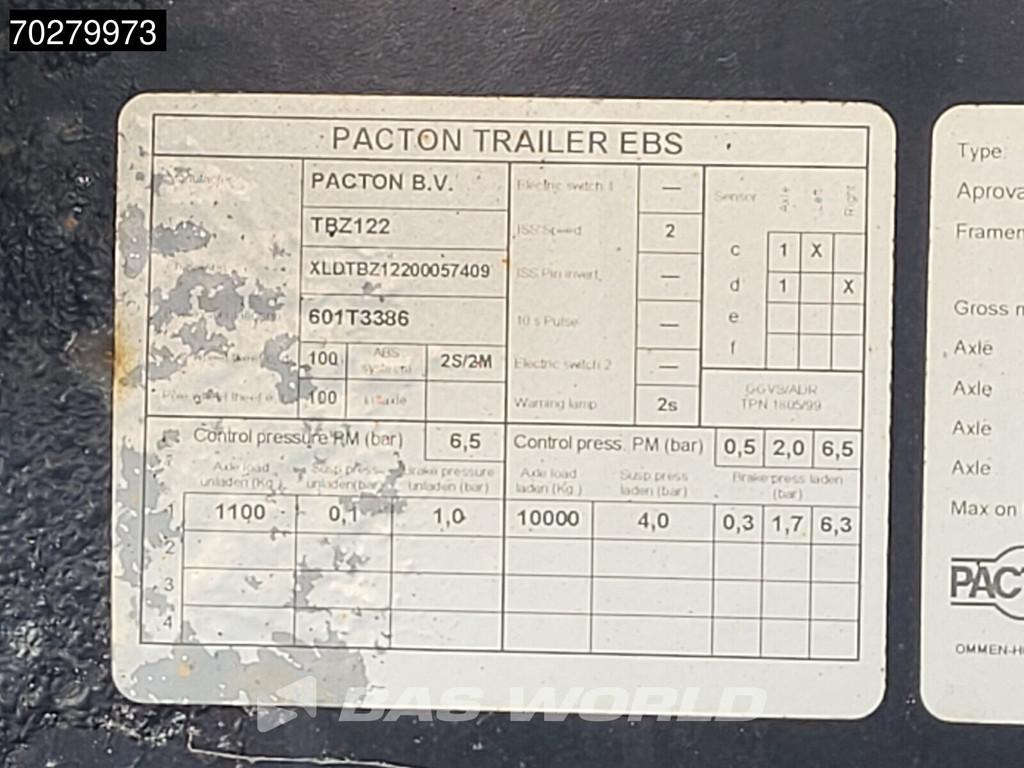 70279973
PACTON TRAILER EBS
PACTON B.V. Electric switch 1 — Sensor Axle Left Right
TBZ122 ISS Speed 2
XLDTBZ12200057409 ISS Pin invert. — c 1 X
d 1 X
601T3386 10 s Pulse — e
f
100 ABS system 2S/2M Electric switch 2 —
100 Warning lamp 2s GGVS/ADR
TPN 1805/99
Control pressure RM (bar) 6,5 Control press. PM (bar) 0,5 2,0 6,5
Axle load unladen (Kg) Susp press unladen(bar) Brake pressure unladen (bar) Axle load laden (Kg) Susp press laden (bar) Brake press laden (bar)
1 1100 0,1 1,0 10000 4,0 0,3 1,7 6,3
2
3
4
Type
Aprova
Framen
Gross m
Axle
Axle
Axle
Axle
Max on
PACT
OMMEN-H
BAS WORLD